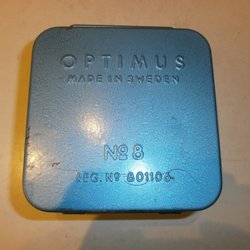 OPTIMUS
MADE IN SWEDEN
No 8
REG. No 601106